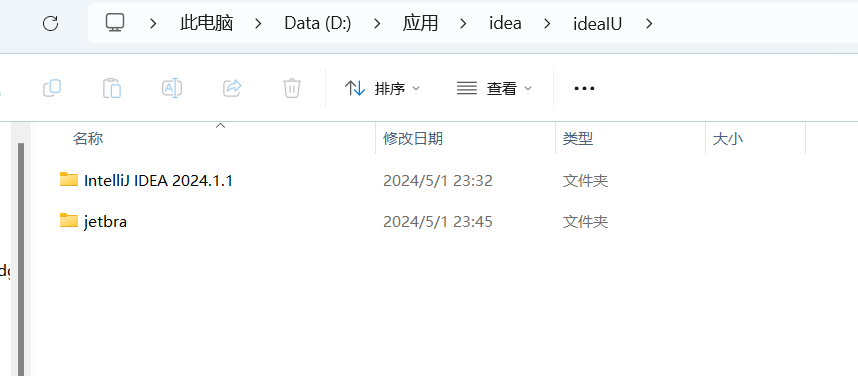 此电脑 > Data (D:) > 应用 > idea > idealU >
排序 查看 •••
名称 修改日期 类型 大小
IntelliJ IDEA 2024.1.1 2024/5/1 23:32 文件夹
jetbra 2024/5/1 23:45 文件夹